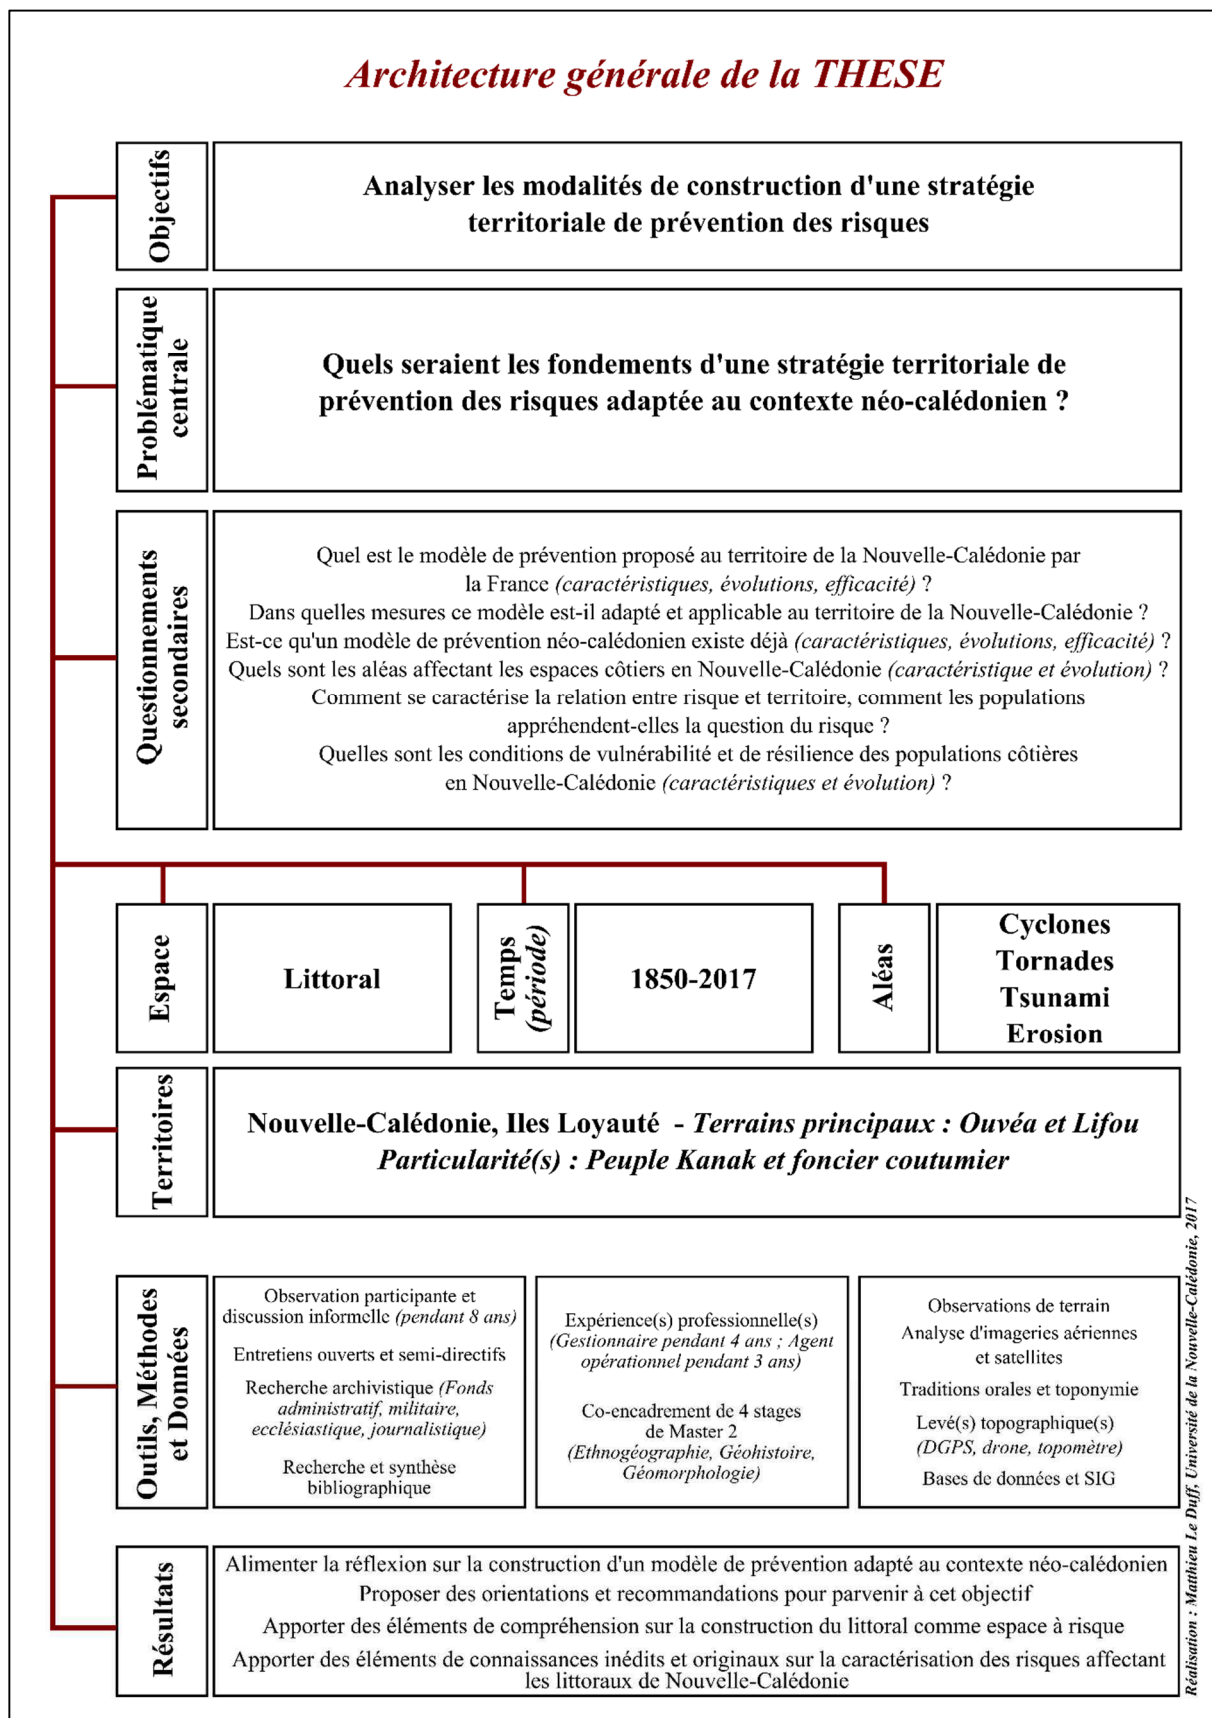 Architecture générale de la THESE
Objectifs
Analyser les modalités de construction d'une stratégie
territoriale de prévention des risques
Problématique
centrale
Quels seraient les fondements d'une stratégie territoriale de
prévention des risques adaptée au contexte néo-calédonien ?
Questionnements
secondaires
Quel est le modèle de prévention proposé au territoire de la Nouvelle-Calédonie par
la France (caractéristiques, évolutions, efficacité) ?
Dans quelles mesures ce modèle est-il adapté et applicable au territoire de la Nouvelle-Calédonie ?
Est-ce qu'un modèle de prévention néo-calédonien existe déjà (caractéristiques, évolutions, efficacité) ?
Quels sont les aléas affectant les espaces côtiers en Nouvelle-Calédonie (caractéristique et évolution) ?
Comment se caractérise la relation entre risque et territoire, comment les populations
appréhendent-elles la question du risque ?
Quelles sont les conditions de vulnérabilité et de résilience des populations côtières
en Nouvelle-Calédonie (caractéristiques et évolution) ?
Espace
Littoral
Temps
(période)
1850-2017
Aléas
Cyclones
Tornades
Tsunami
Erosion
Territoires
Nouvelle-Calédonie, Iles Loyauté - Terrains principaux : Ouvéa et Lifou
Particularité(s) : Peuple Kanak et foncier coutumier
Outils, Méthodes
et Données
Observation participante et
discussion informelle (pendant 8 ans)
Entretiens ouverts et semi-directifs
Recherche archivistique (Fonds
administratif, militaire,
ecclésiastique, journalistique)
Recherche et synthèse
bibliographique
Expérience(s) professionnelle(s)
(Gestionnaire pendant 4 ans ; Agent
opérationnel pendant 3 ans)
Co-encadrement de 4 stages
de Master 2
(Ethnogéographie, Géohistoire,
Géomorphologie)
Observations de terrain
Analyse d'imageries aériennes
et satellites
Traditions orales et toponymie
Levé(s) topographique(s)
(DGPS, drone, topomètre)
Bases de données et SIG
Résultats
Alimenter la réflexion sur la construction d'un modèle de prévention adapté au contexte néo-calédonien
Proposer des orientations et recommandations pour parvenir à cet objectif
Apporter des éléments de compréhension sur la construction du littoral comme espace à risque
Apporter des éléments de connaissances inédits et originaux sur la caractérisation des risques affectant
les littoraux de Nouvelle-Calédonie
Réalisation : Matthieu Le Duff, Université de la Nouvelle-Calédonie, 2017